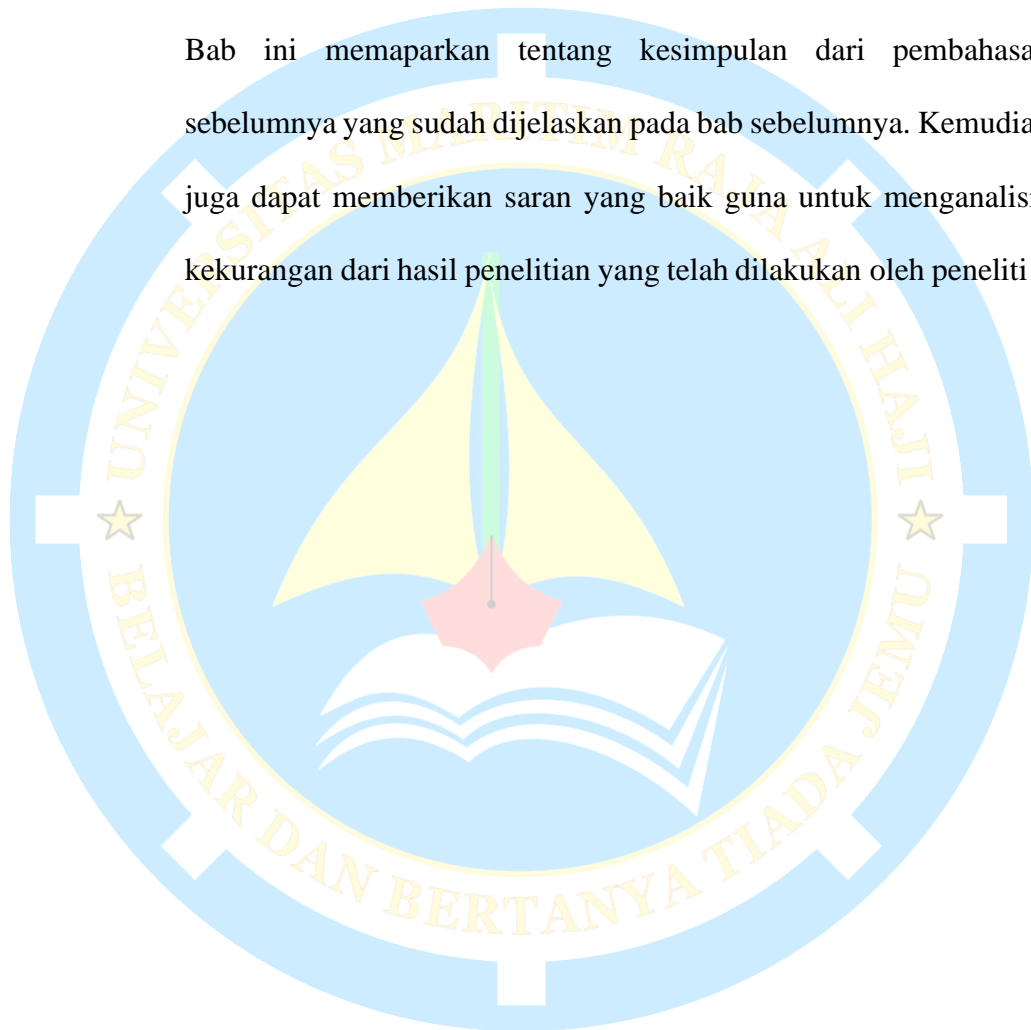 Bab ini memaparkan tentang kesimpulan dari pembahasa
sebelumnya yang sudah dijelaskan pada bab sebelumnya. Kemudia
juga dapat memberikan saran yang baik guna untuk menganalisi
kekurangan dari hasil penelitian yang telah dilakukan oleh peneliti
UNIVERSITAS MARITIM RAJA ALI HAJI
BELAJAR DAN BERTANYA TIADA JEMU